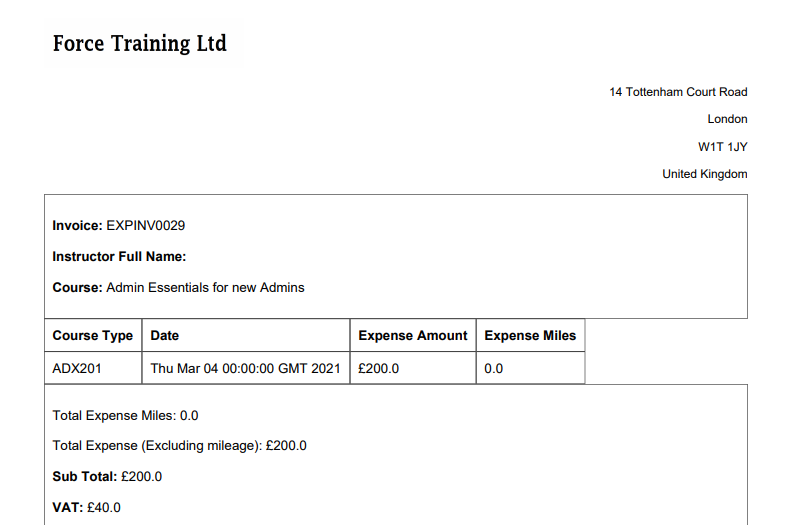 Force Training Ltd
14 Tottenham Court Road
London
W1T 1JY
United Kingdom
Invoice: EXPINV0029
Instructor Full Name:
Course: Admin Essentials for new Admins
Course Type Date Expense Amount Expense Miles
ADX201 Thu Mar 04 00:00:00 GMT 2021 £200.0 0.0
Total Expense Miles: 0.0
Total Expense (Excluding mileage): £200.0
Sub Total: £200.0
VAT: £40.0